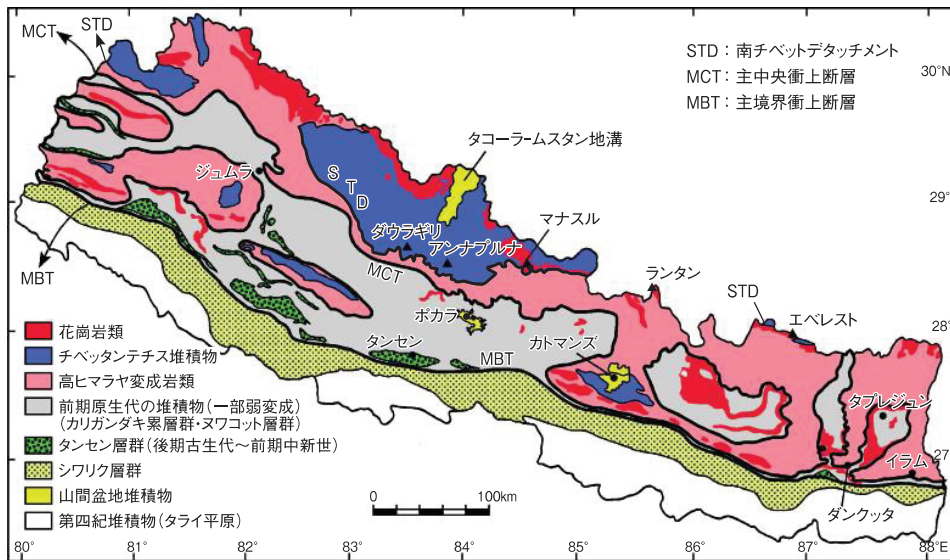 MCT
STD
STD：南チベットデタッチメント
MCT：主中央衝上断層
MBT：主境界衝上断層
30°N
タコーラームスタン地溝
ジュムラ
S
T
D
29°
ダウラギリ
アンナプルナ
マナスル
MCT
MBT
ランタン
STD
エベレスト
28°
ポカラ
タンセン
MBT
カトマンズ
花崗岩類
チベッタンテチス堆積物
高ヒマラヤ変成岩類
前期原生代の堆積物（一部弱変成）
（カリガンダキ累層群・ヌワコット層群）
タンセン層群（後期古生代～前期中新世）
シワリク層群
山間盆地堆積物
第四紀堆積物（タライ平原）
タプレジュン
イラム
27
ダンクッタ
0
100km
80°
81°
82°
83°
84°
85°
86°
87°
88°E